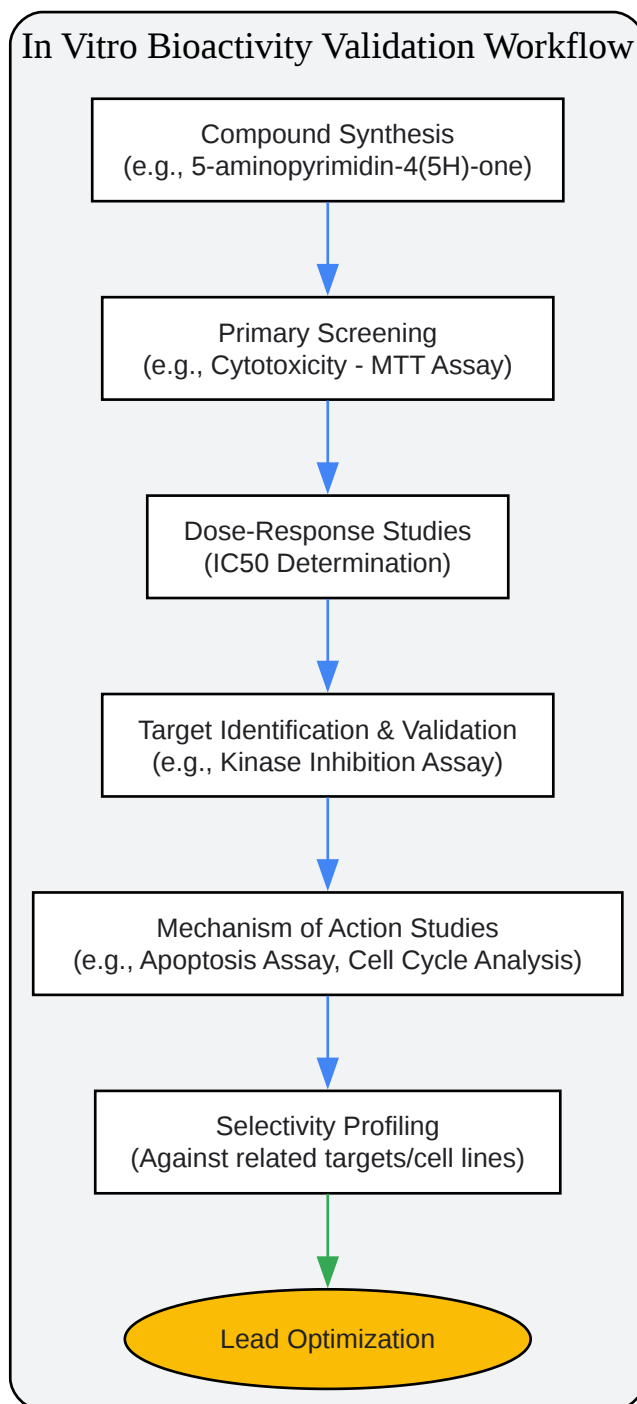 In Vitro Bioactivity Validation Workflow
Compound Synthesis
(e.g., 5-aminopyrimidin-4(5H)-one)
Primary Screening
(e.g., Cytotoxicity - MTT Assay)
Dose-Response Studies
(IC50 Determination)
Target Identification & Validation
(e.g., Kinase Inhibition Assay)
Mechanism of Action Studies
(e.g., Apoptosis Assay, Cell Cycle Analysis)
Selectivity Profiling
(Against related targets/cell lines)
Lead Optimization